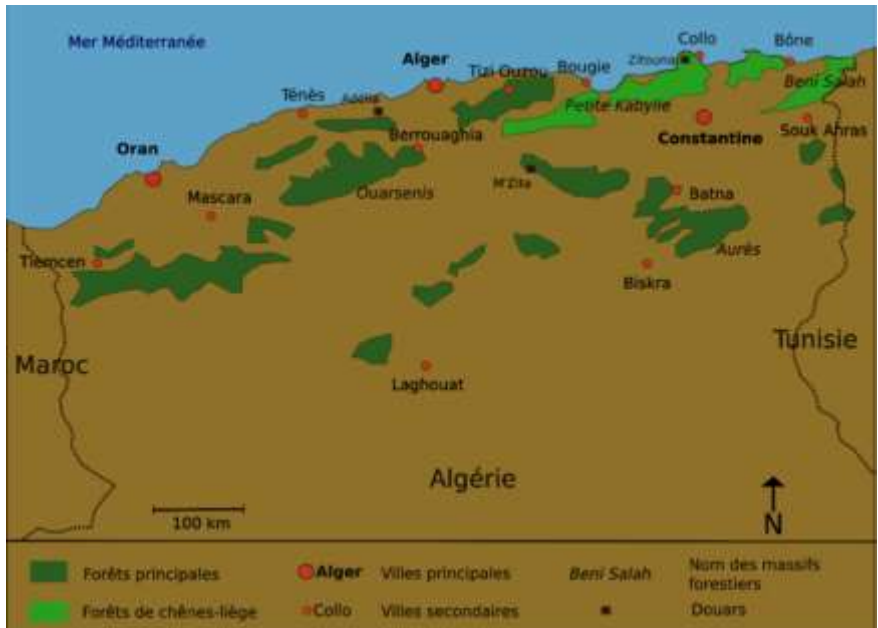 Mer Méditerranée
Collo
Bône
Zitouna
Alger
Tizi Ouzou
Bougie
Beni Salah
Ténès
Petite Kabylie
Constantine
Souk Ahras
Berrouaghia
Oran
M'Zita
Mascara
Ouarsenis
Batna
Aurès
Tlemcen
Biskra
Tunisie
Maroc
Laghouat
Algérie
100 km
N
Forêts principales
Alger
Villes principales
Beni Salah
Nom des massifs
forestiers
Forêts de chênes-liège
Collo
Villes secondaires
Douars